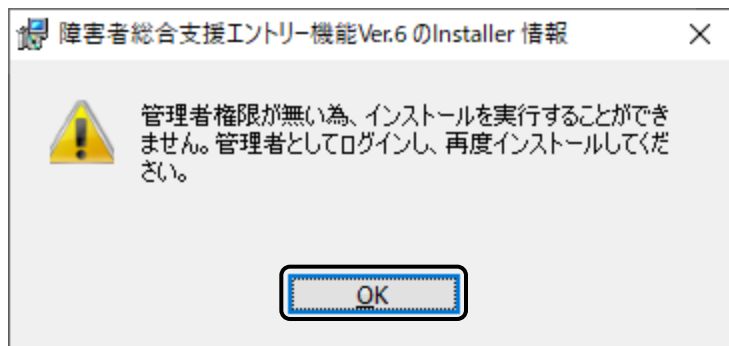 障害者総合支援エントリー機能Ver.6 のInstaller 情報
管理者権限が無い為、インストールを実行することができ
ません。管理者としてログインし、再度インストールしてくだ
さい。
OK